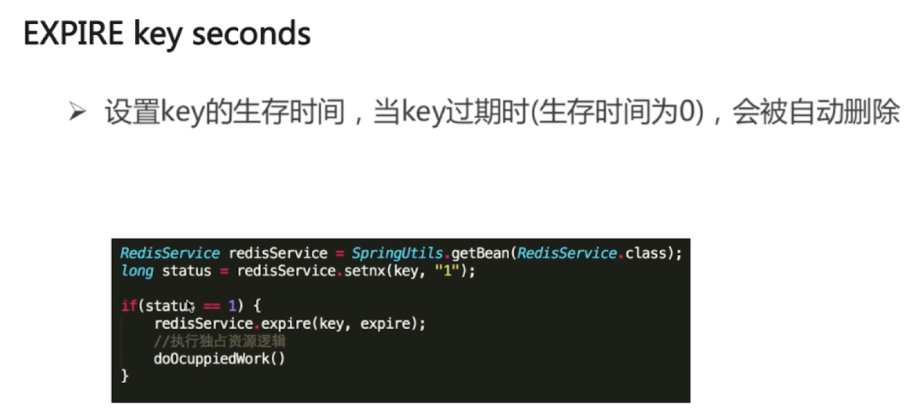 EXPIRE key seconds
➢ 设置key的生存时间，当key过期时(生存时间为0)，会被自动删除
RedisService redisService = SpringUtils.getBean(RedisService.class);
long status = redisService.setnx(key, "1");
if(status == 1) {
redisService.expire(key, expire);
//执行独占资源逻辑
doOcuppiedWork()
}